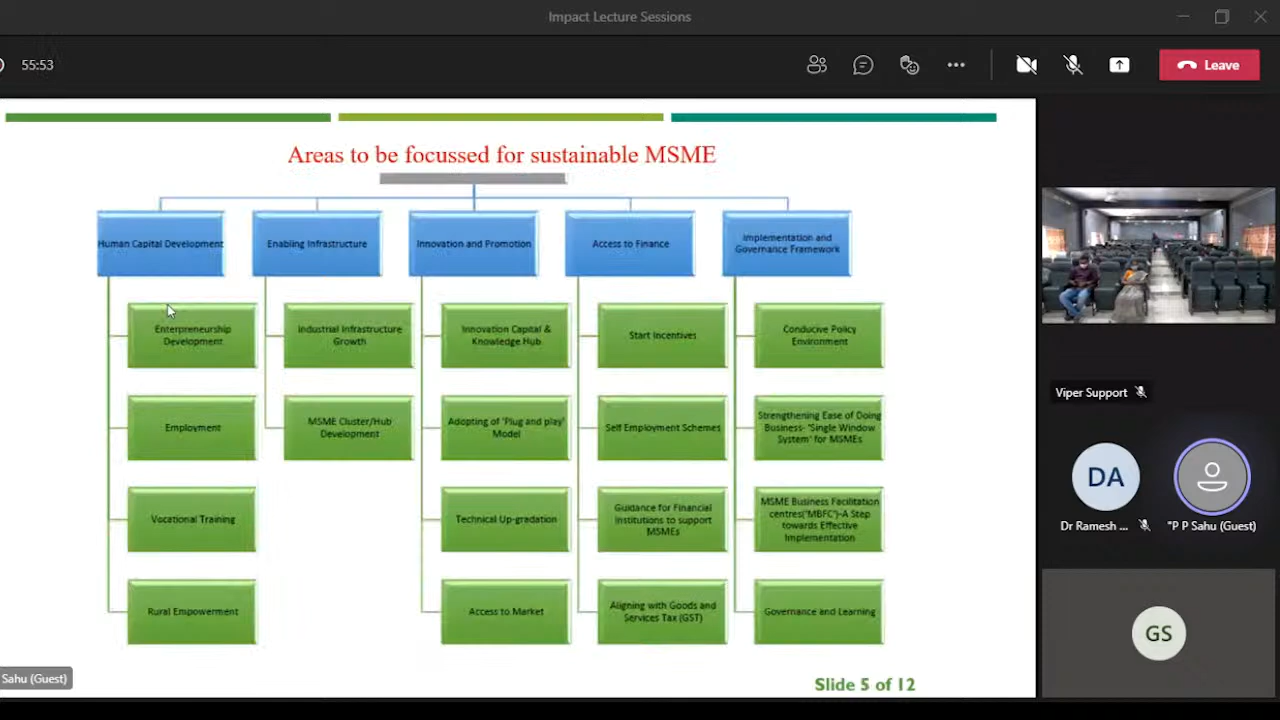 Impact Lecture Sessions
55:53
Leave
Areas to be focussed for sustainable MSME
Human Capital Development
Enabling Infrastructure
Innovation and Promotion
Access to Finance
Implementation and
Governance Framework
Enterpreneurship
Development
Industrial Infrastructure
Growth
Innovation Capital &
Knowledge Hub
Start Incentives
Conducive Policy
Environment
Employment
MSME Cluster/Hub
Development
Adopting of 'Plug and play'
Model
Self Employment Schemes
Strengthening Ease of Doing
Business- 'Single Window
System' for MSMEs
Vocational Training
Technical Up-gradation
Guidance for Financial
Institutions to support
MSMEs
MSME Business Facilitation
centres('MBFC')-A Step
towards Effective
Implementation
Rural Empowerment
Access to Market
Aligning with Goods and
Services Tax (GST)
Governance and Learning
Slide 5 of 12
Sahu (Guest)
Viper Support
DA
Dr Ramesh ...
"P P Sahu (Guest)
GS